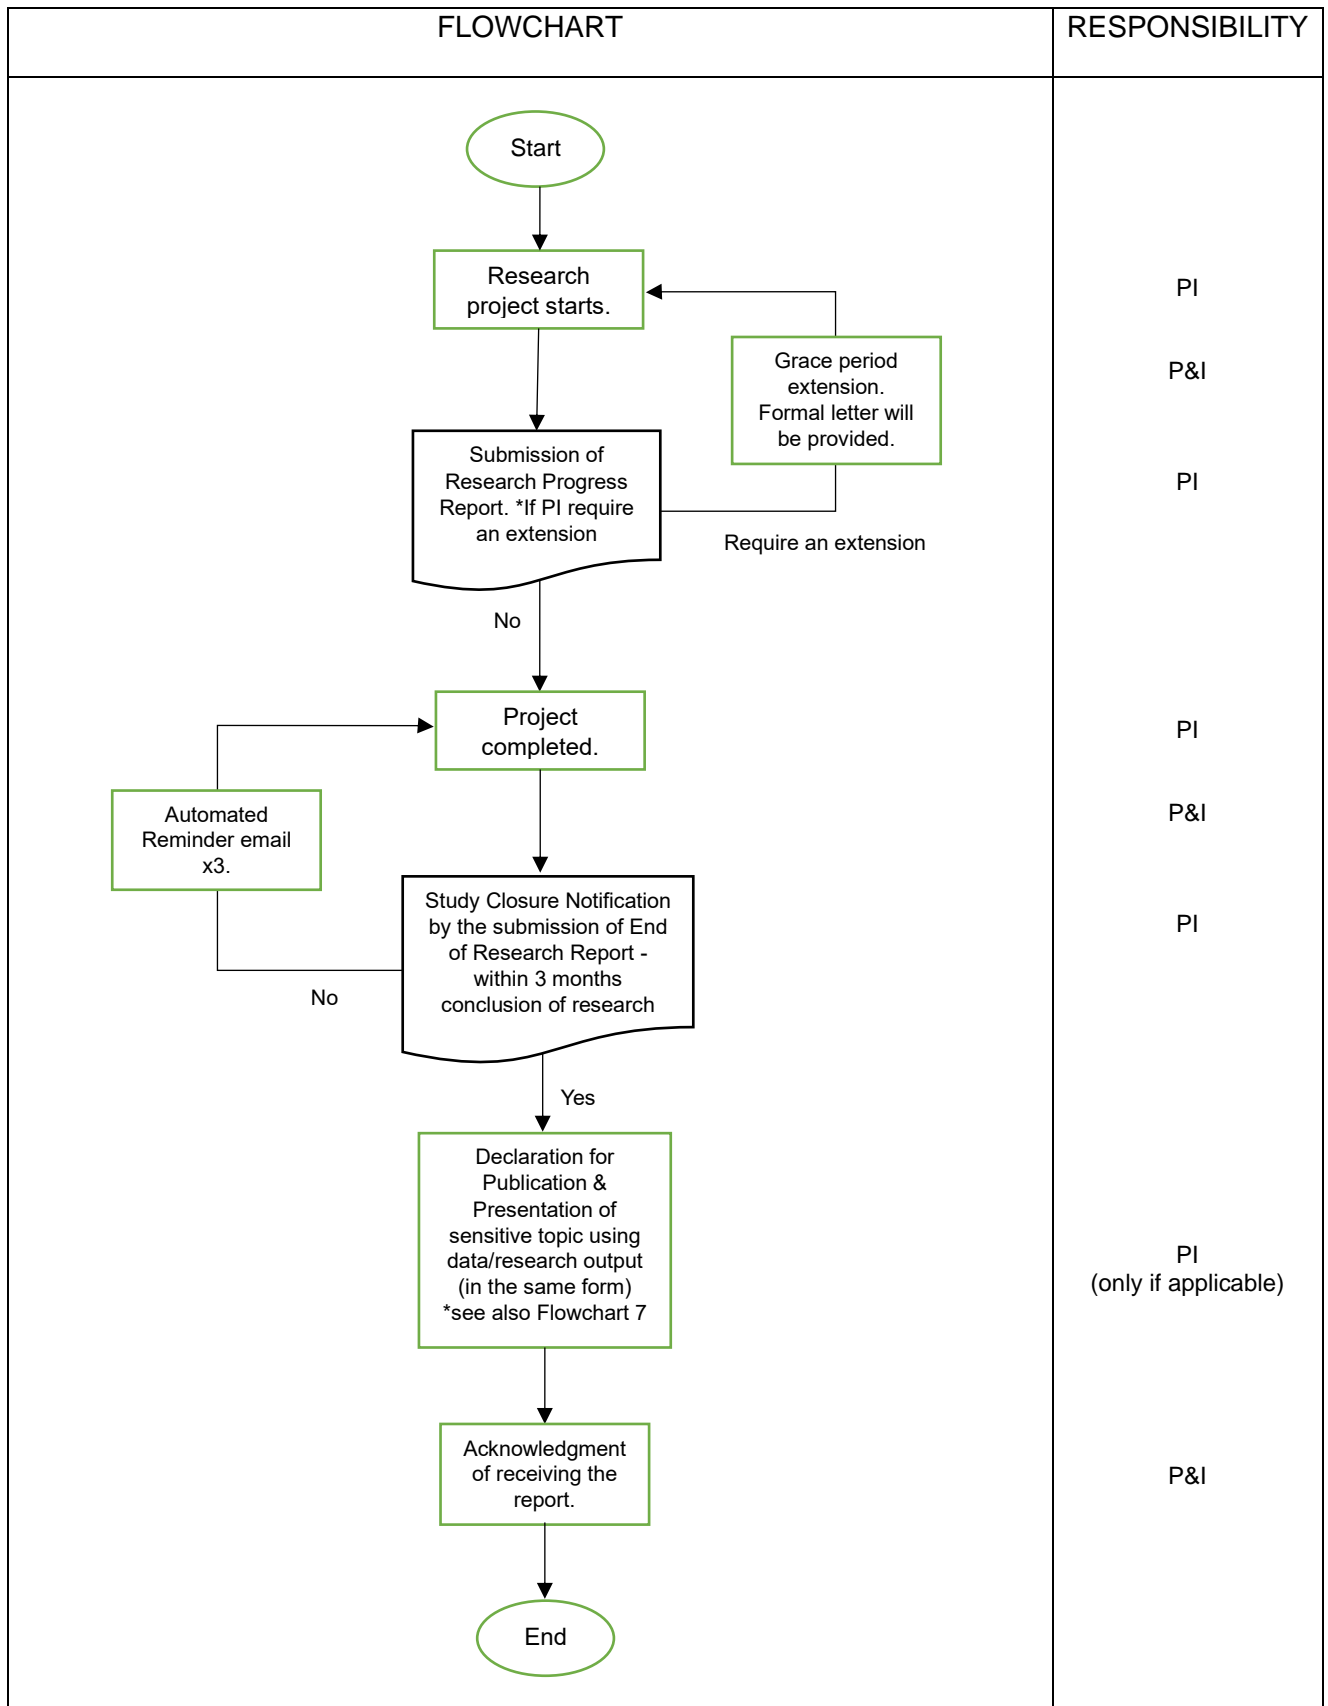 FLOWCHART
RESPONSIBILITY
Start
Research
project starts.
PI
Grace period
extension.
Formal letter will
be provided.
P&I
Submission of
Research Progress
Report. *If PI require
an extension
PI
Require an extension
No
Project
completed.
PI
Automated
Reminder email
x3.
P&I
Study Closure Notification
by the submission of End
of Research Report -
within 3 months
conclusion of research
PI
No
Yes
Declaration for
Publication &
Presentation of
sensitive topic using
data/research output
(in the same form)
*see also Flowchart 7
PI
(only if applicable)
Acknowledgment
of receiving the
report.
P&I
End